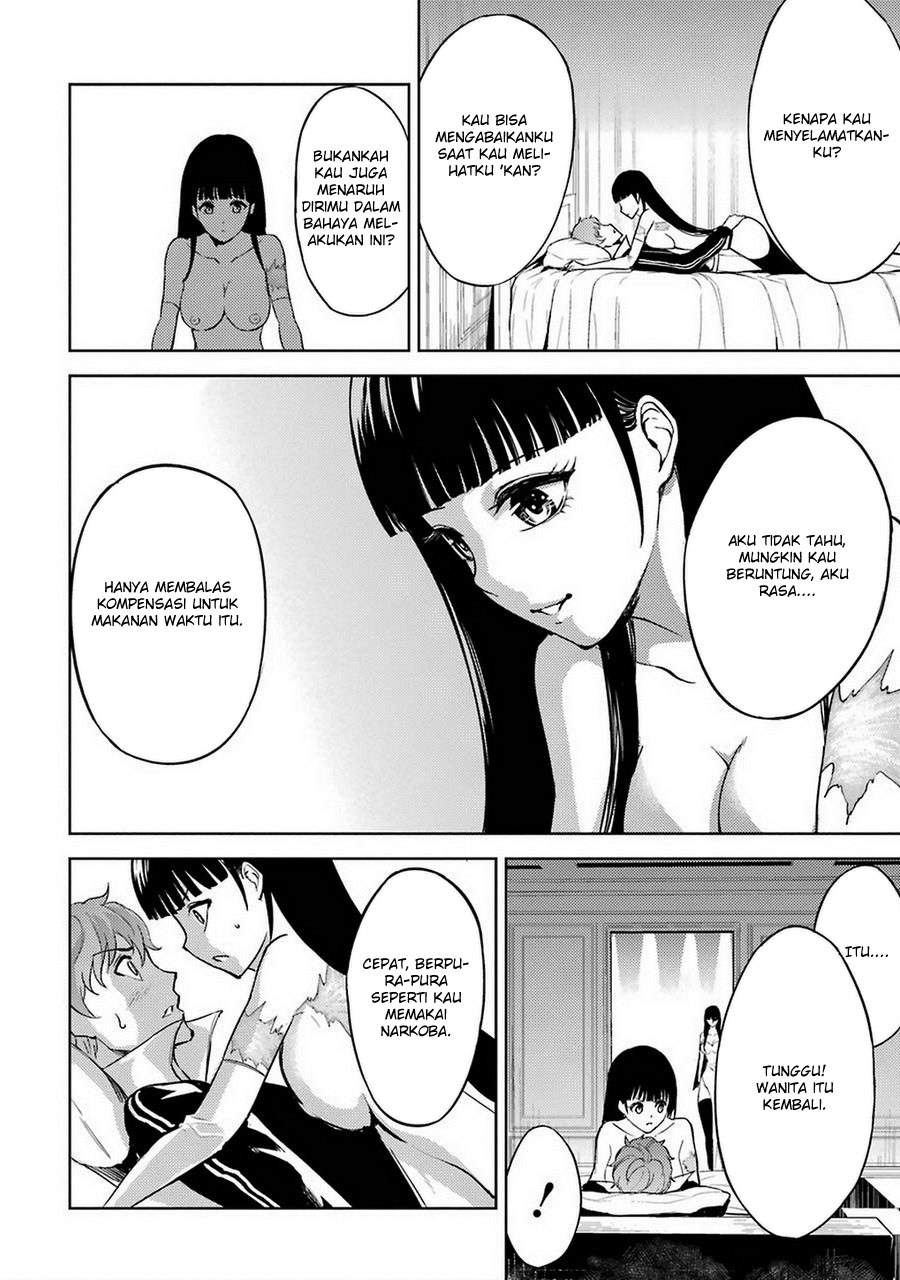 KENAPA KAU
MENYELAMATKAN-
KU?
KAU BISA
MENGABAIKANKU
SAAT KAU MELI-
HATKU 'KAN?
BUKANKAH
KAU JUGA
MENARUH
DIRIMU DALAM
BAHAYA MEL-
AKUKAN INI?
AKU TIDAK TAHU,
MUNGKIN KAU
BERUNTUNG, AKU
RASA....
HANYA MEMBALAS
KOMPENSASI UNTUK
MAKANAN WAKTU ITU.
ITU....
TUNGGU!
WANITA ITU
KEMBALI.
!
CEPAT, BERPU-
RA-PURA
SEPERTI KAU
MEMAKAI
NARKOBA.